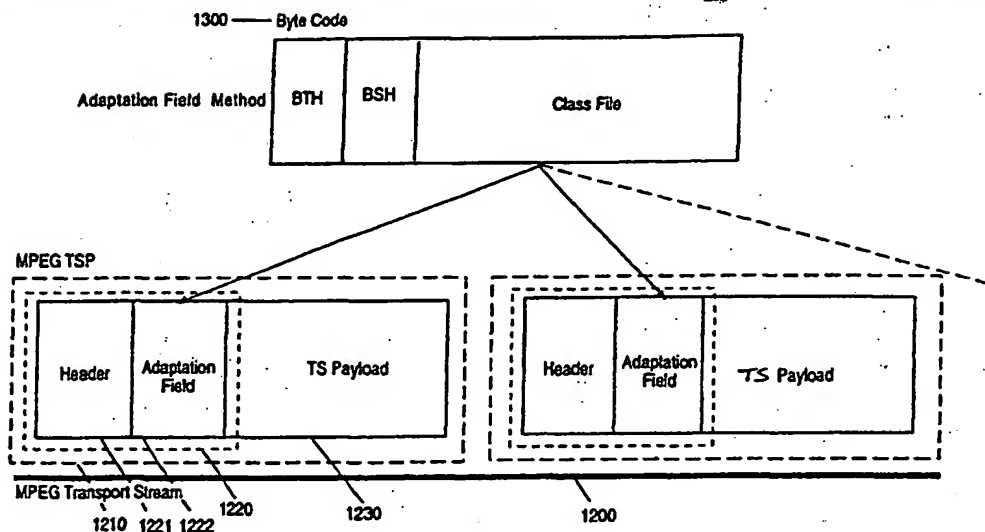 1300 — Byte Code
Adaptation Field Method
BTH
BSH
Class File
MPEG TSP
Header
Adaptation
Field
TS Payload
Header
Adaptation
Field
TS Payload
MPEG Transport Stream
1210
1221
1222
1220
1230
1200